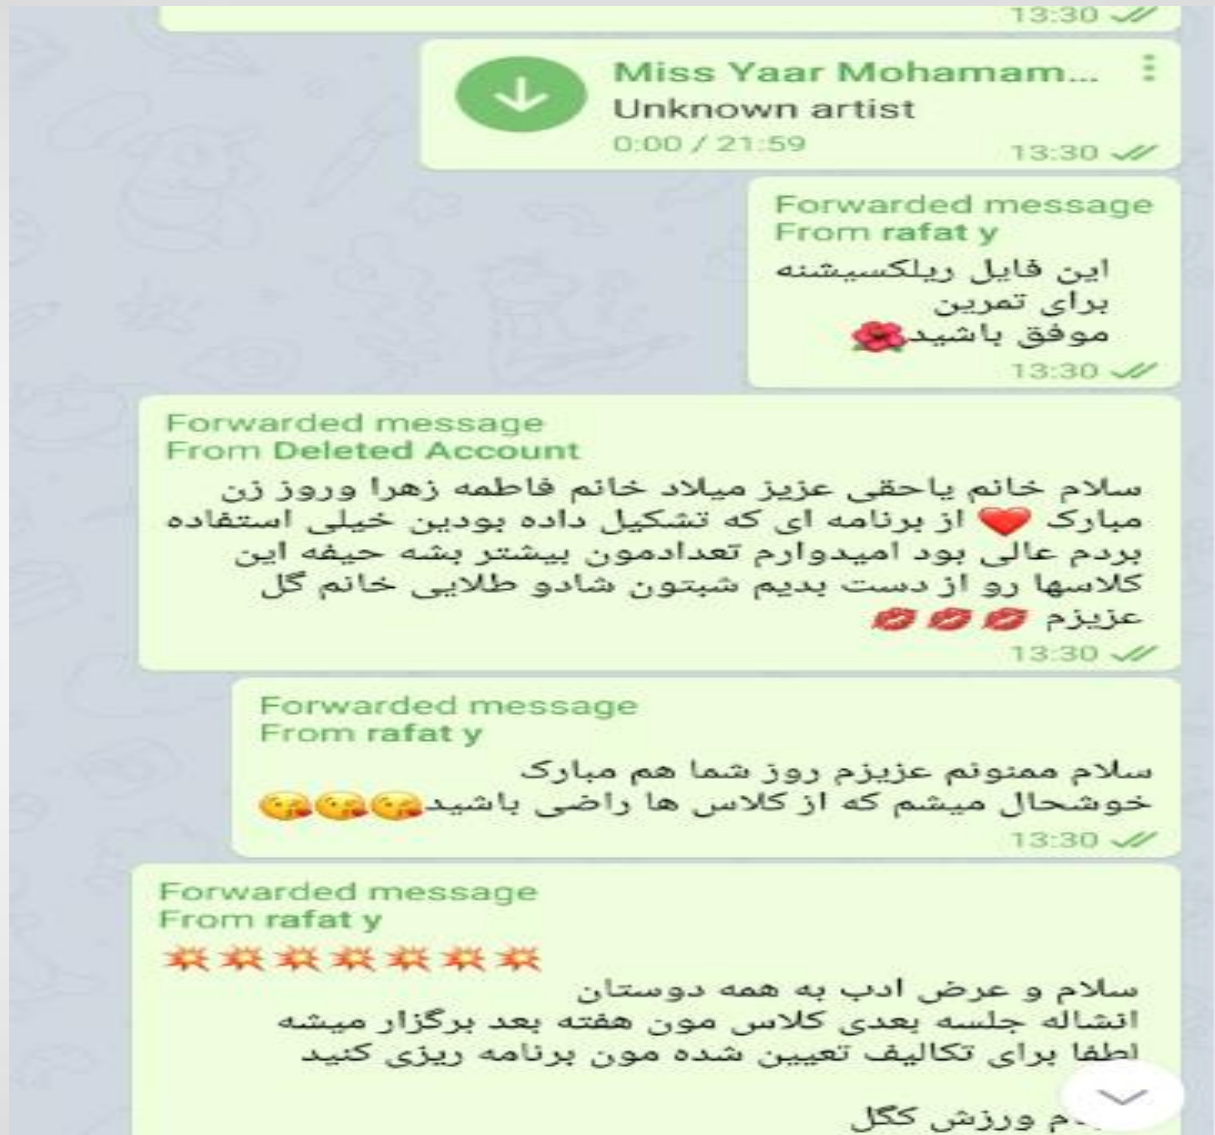 13:30
Miss Yaar Mohamam...
Unknown artist
0:00 / 21:59
13:30
Forwarded message
From rafat y
این فایل ریلکسیشنه
برای تمرین
موفق باشید🌺
13:30
Forwarded message
From Deleted Account
سلام خانم یاحقی عزیز میلاد خانم فاطمه زهرا وروز زن
مبارک ❤️ از برنامه ای که تشکیل داده بودین خیلی استفاده
بردم عالی بود امیدوارم تعدادمون بیشتر بشه حیفه این
کلاسها رو از دست بدیم شبتون شادو طلایی خانم گل
عزیزم 💋 💋 💋
13:30
Forwarded message
From rafat y
سلام ممنونم عزیزم روز شما هم مبارک
خوشحال میشم که از کلاس ها راضی باشید😘😘😘
13:30
Forwarded message
From rafat y
💥💥💥💥💥💥💥
سلام و عرض ادب به همه دوستان
انشاله جلسه بعدی کلاس مون هفته بعد برگزار میشه
لطفا برای تکالیف تعیین شده مون برنامه ریزی کنید
ورزش کگل